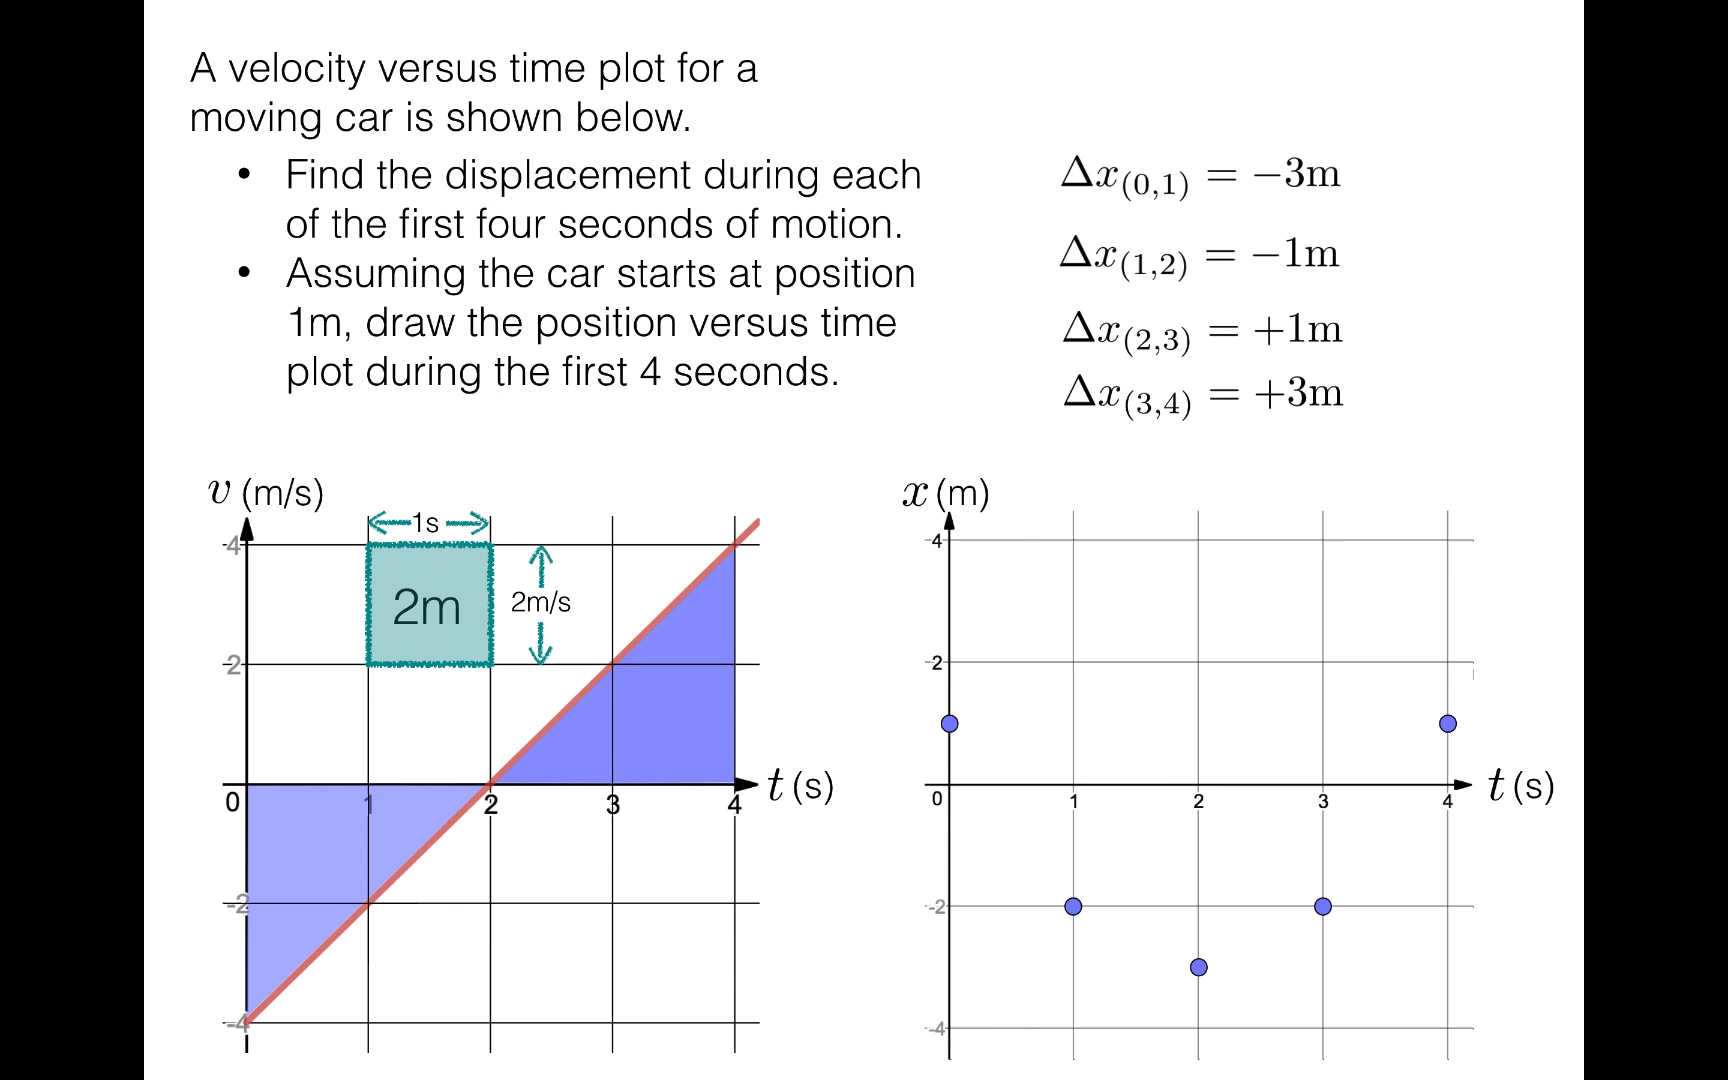 A velocity versus time plot for a
moving car is shown below.
• Find the displacement during each
of the first four seconds of motion.
• Assuming the car starts at position
1m, draw the position versus time
plot during the first 4 seconds.
Δx(0,1) = −3m
Δx(1,2) = −1m
Δx(2,3) = +1m
Δx(3,4) = +3m
v (m/s)
1s
4
2m
2m/s
2
0
1
2
3
4
t (s)
-2
-4
x (m)
4
2
0
1
2
3
4
t (s)
-2
-4